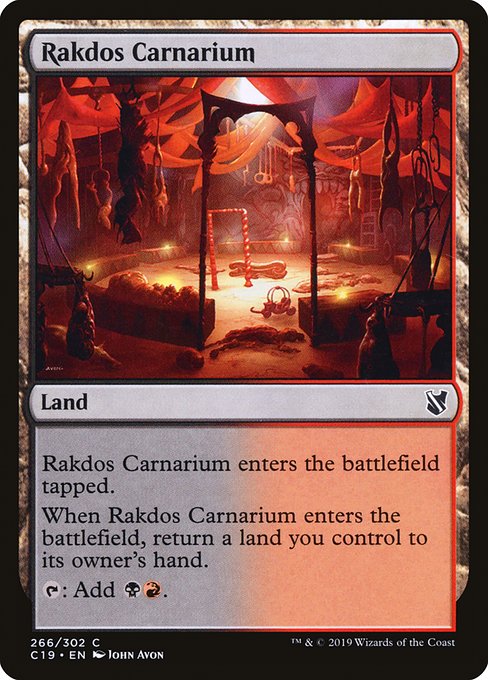 Rakdos Carnarium
AVON
Land
Rakdos Carnarium enters the battlefield
tapped.
When Rakdos Carnarium enters the
battlefield, return a land you control to
its owner's hand.
: Add .
266/302 C
C19 • EN John Avon
™ & © 2019 Wizards of the Coast